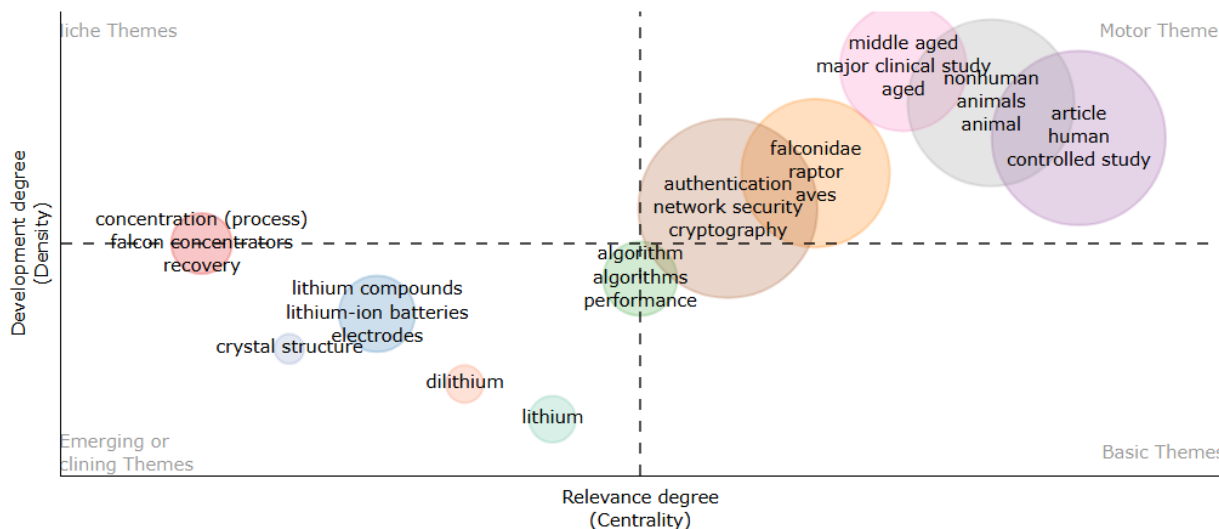 liche Themes
Motor Theme
middle aged
major clinical study
aged
nonhuman
animals
animal
article
human
controlled study
falconidae
raptor
aves
authentication
network security
cryptography
concentration (process)
falcon concentrators
recovery
algorithm
algorithms
performance
lithium compounds
lithium-ion batteries
electrodes
crystal structure
dilithium
lithium
Emerging or
clining Themes
Basic Themes
Development degree
(Density)
Relevance degree
(Centrality)